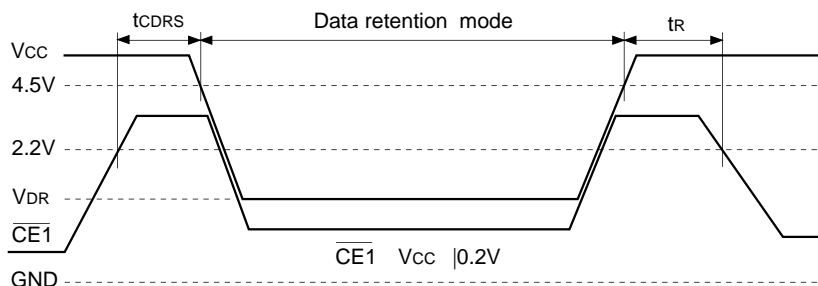 tCDRS Data retention mode tR
VCC
4.5V
2.2V
VDR
CE1
CE1 VCC |0.2V
GND